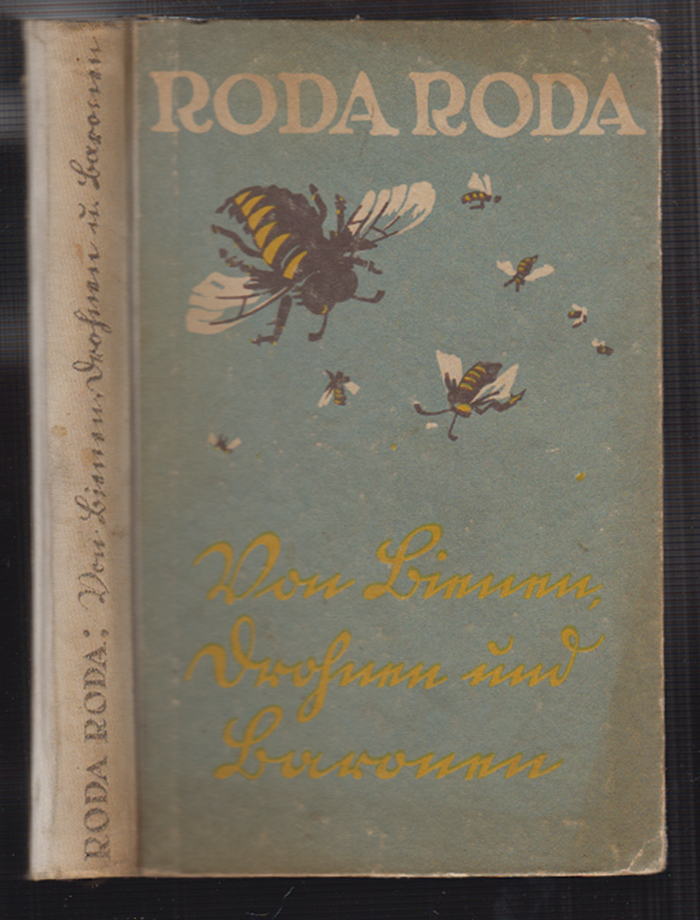 RODA RODA
Von Bienen,
Drohnen und
Baronen
RODA RODA: Von Bienen, Drohnen u. Baronen